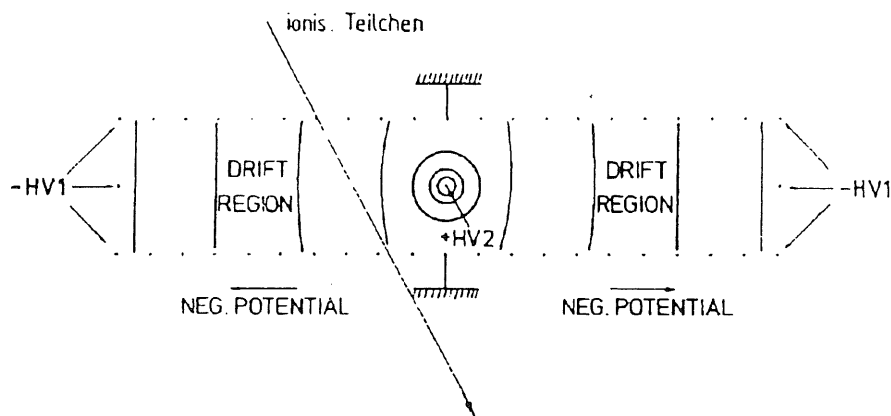 ionis. Teilchen
DRIFT
REGION
DRIFT
REGION
-HV1
-HV1
+HV2
NEG. POTENTIAL
NEG. POTENTIAL